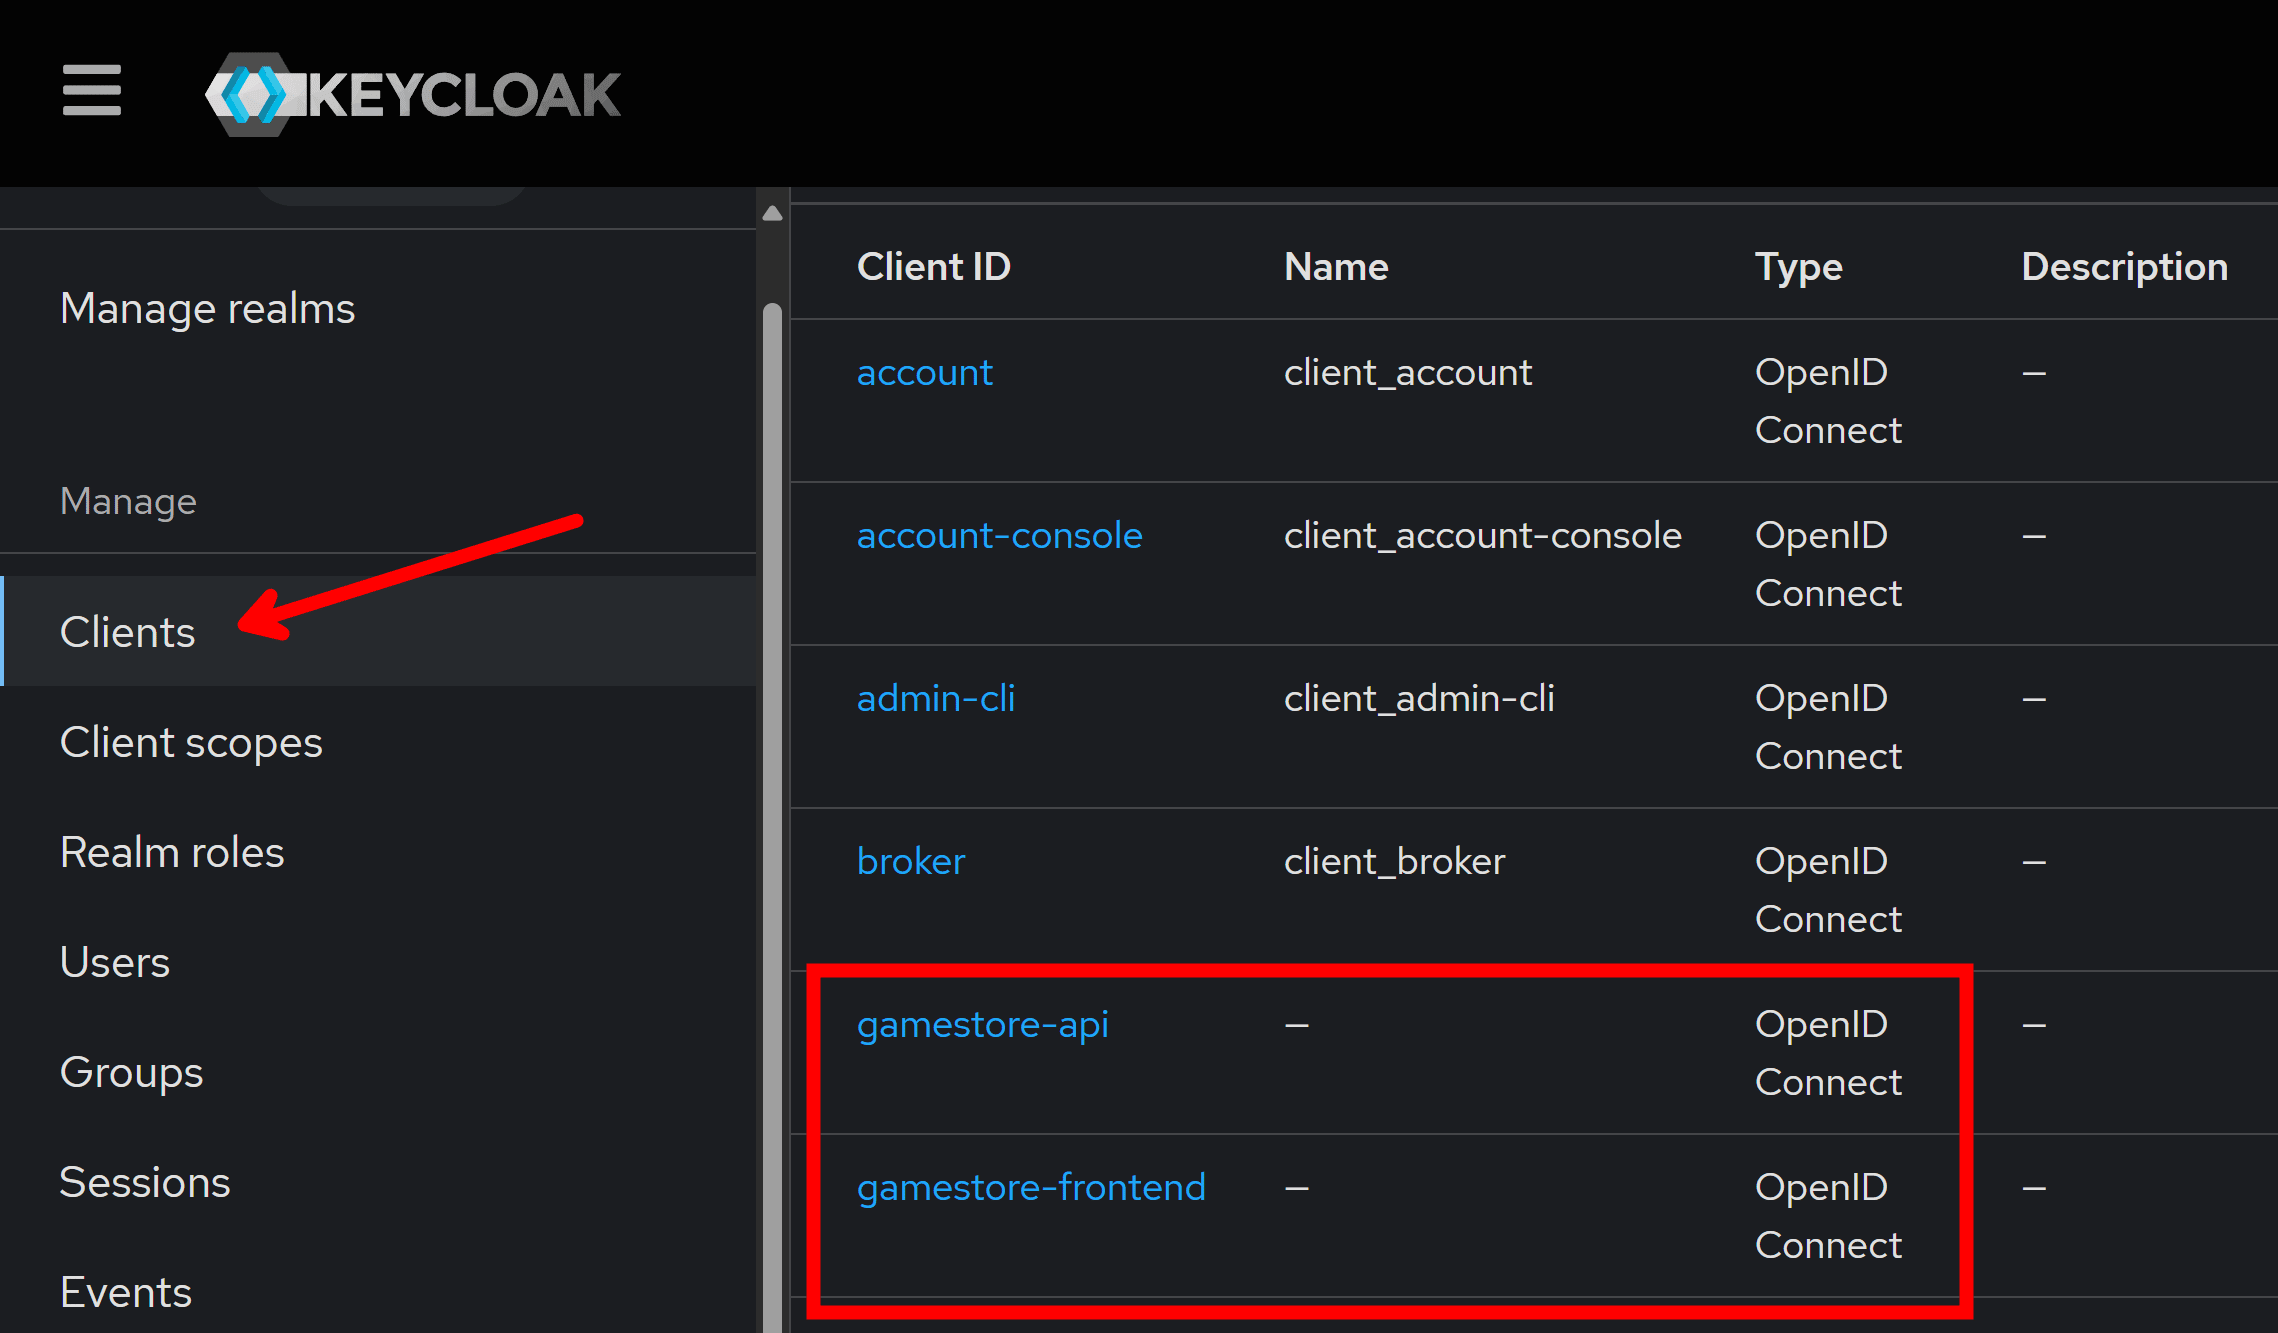 KEYCLOAK
Manage realms
Manage
Clients
Client scopes
Realm roles
Users
Groups
Sessions
Events
Client ID Name Type Description
account client_account OpenID Connect –
account-console client_account-console OpenID Connect –
admin-cli client_admin-cli OpenID Connect –
broker client_broker OpenID Connect –
gamestore-api – OpenID Connect –
gamestore-frontend – OpenID Connect –